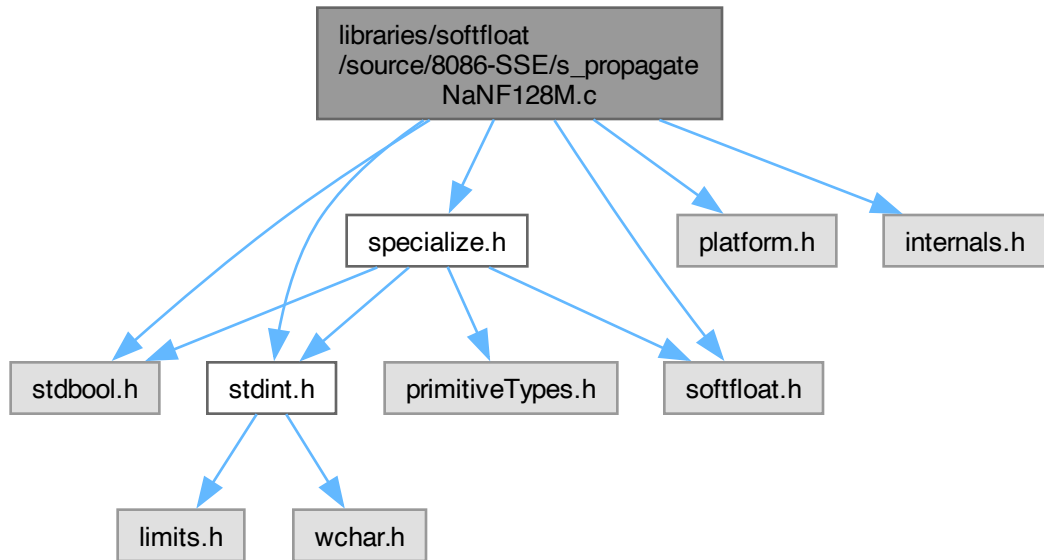 libraries/softfloat
/source/8086-SSE/s_propagate
NaNF128M.c
specialize.h
platform.h
internals.h
stdbool.h
stdint.h
primitiveTypes.h
softfloat.h
limits.h
wchar.h